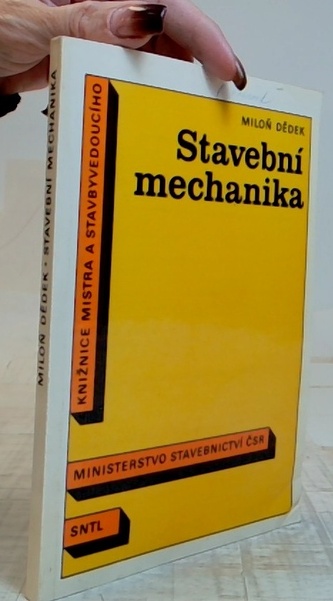 MILOŇ DĚDEK
Stavební
mechanika
KNIŽNICE MISTRA A STAVBYVEDOUCÍHO
MINISTERSTVO STAVEBNICTVÍ ČSR
SNTL
MILOŇ DĚDEK - STAVEBNÍ MECHANIKA